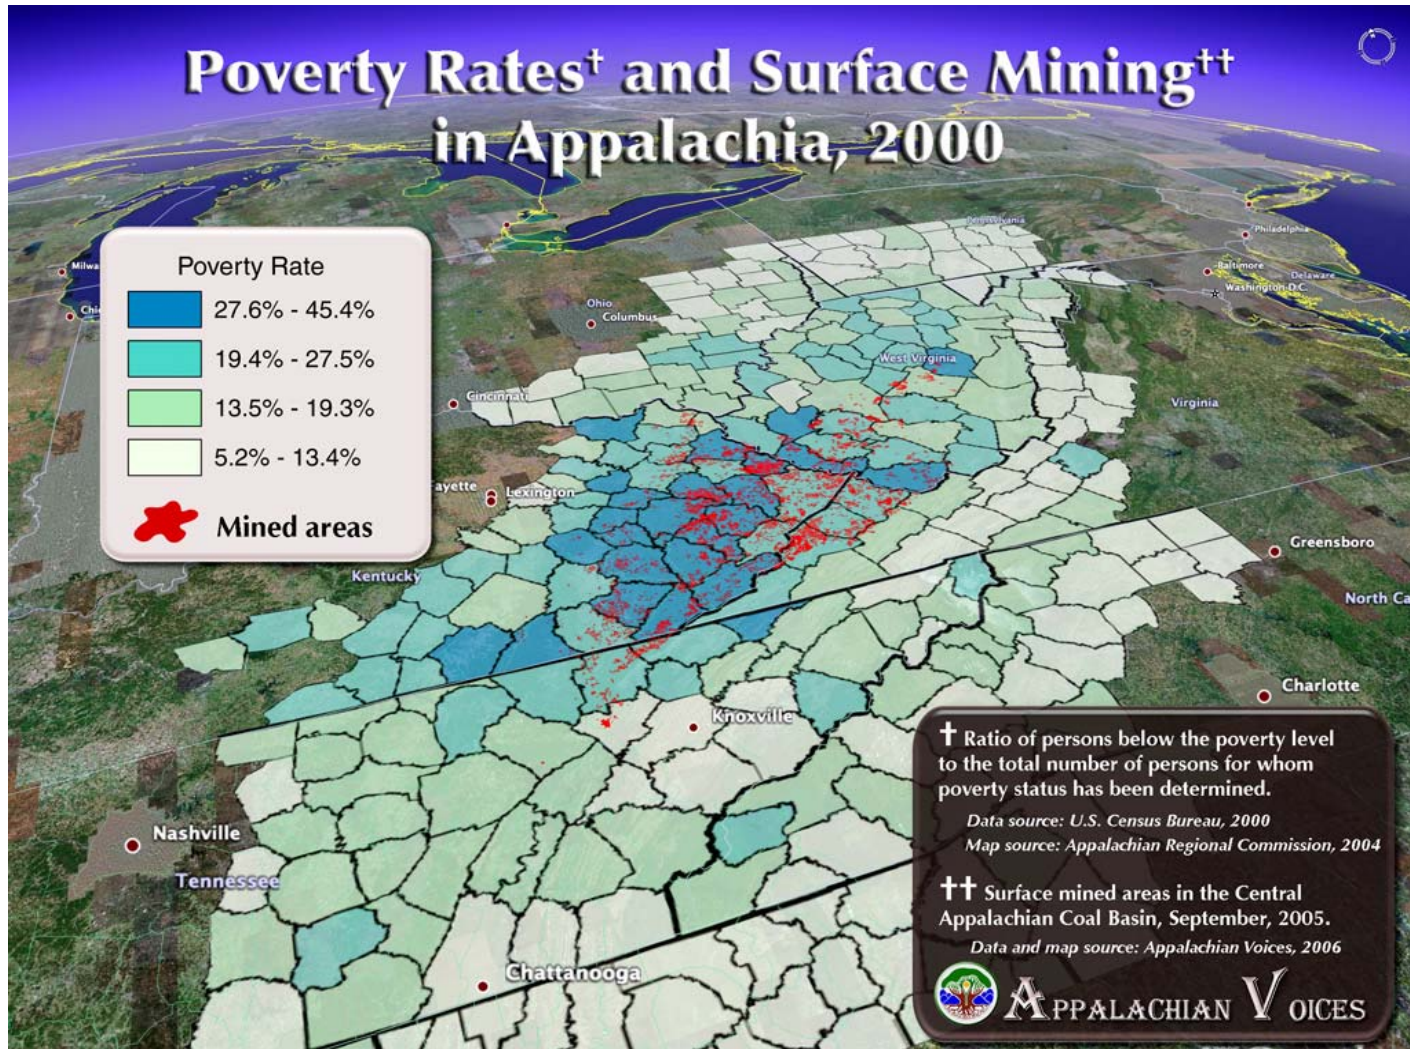 Poverty Rates† and Surface Mining††
in Appalachia, 2000
Poverty Rate
27.6% - 45.4%
19.4% - 27.5%
13.5% - 19.3%
5.2% - 13.4%
Mined areas
Milwa
Chi
Ohio
Columbus
Cincinnati
ayette
Lexington
Kentucky
Pennsylvania
Philadelphia
Baltimore
Delaware
Washington D.C.
West Virginia
Virginia
Greensboro
North Ca
Charlotte
Knoxville
Nashville
Tennessee
Chattanooga
† Ratio of persons below the poverty level
to the total number of persons for whom
poverty status has been determined.
Data source: U.S. Census Bureau, 2000
Map source: Appalachian Regional Commission, 2004
†† Surface mined areas in the Central
Appalachian Coal Basin, September, 2005.
Data and map source: Appalachian Voices, 2006
APPALACHIAN VOICES